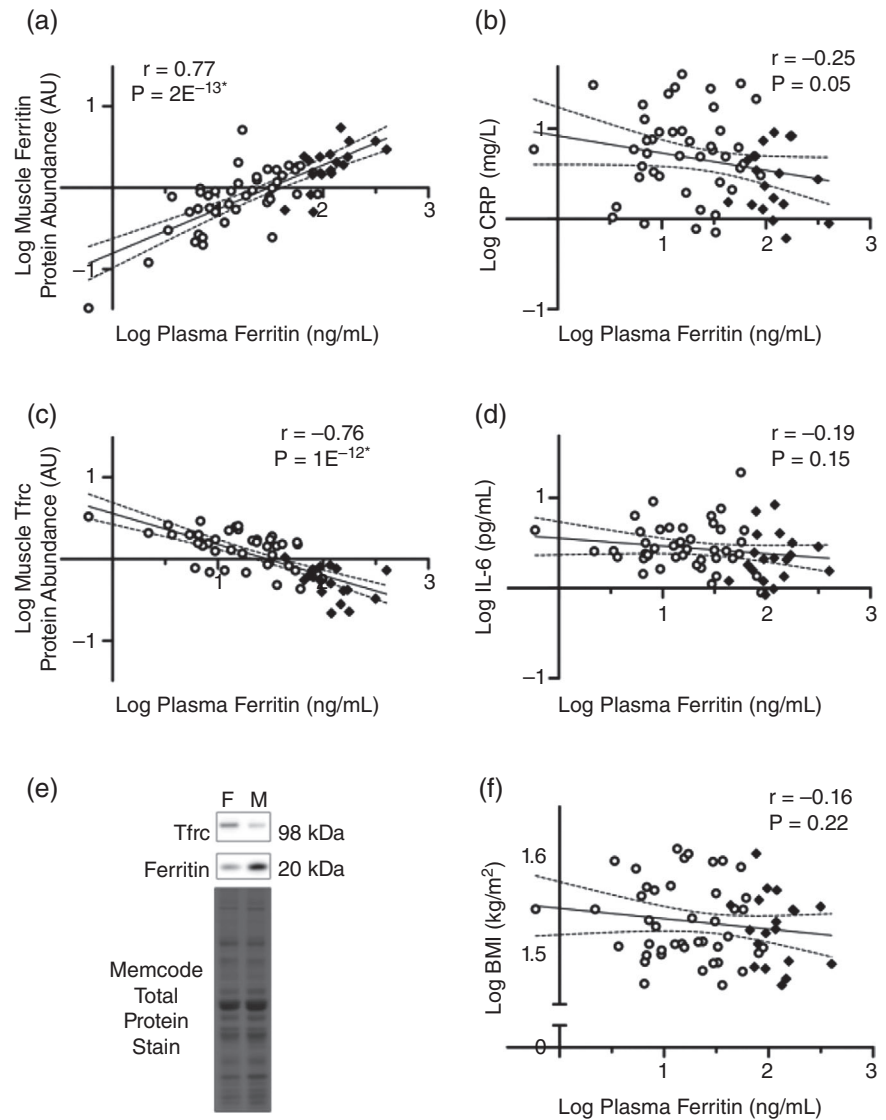 (a)
r = 0.77
P = 2E−13*
1
−1
1
2
3
Log Muscle Ferritin
Protein Abundance (AU)
Log Plasma Ferritin (ng/mL)
(b)
r = −0.25
P = 0.05
1
−1
1
2
3
Log CRP (mg/L)
Log Plasma Ferritin (ng/mL)
(c)
r = −0.76
P = 1E−12*
1
−1
1
2
3
Log Muscle Tfrc
Protein Abundance (AU)
Log Plasma Ferritin (ng/mL)
(d)
r = −0.19
P = 0.15
1
−1
1
2
3
Log IL-6 (pg/mL)
Log Plasma Ferritin (ng/mL)
(e)
F M
Tfrc 98 kDa
Ferritin 20 kDa
Memcode
Total
Protein
Stain
(f)
r = −0.16
P = 0.22
1.6
1.5
0
1
2
3
Log BMI (kg/m²)
Log Plasma Ferritin (ng/mL)